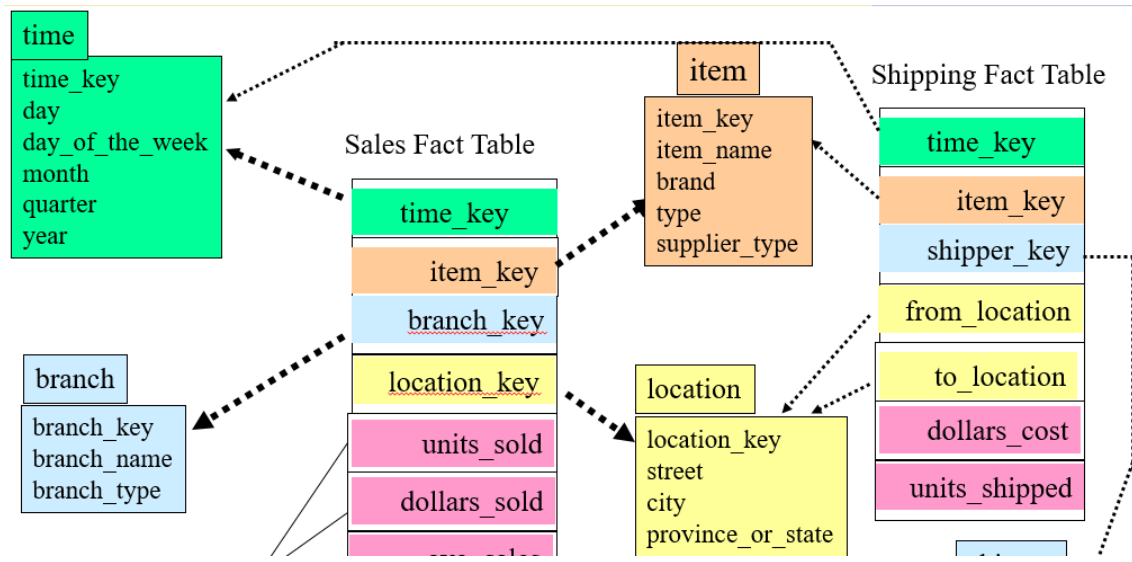 time
time_key
day
day_of_the_week
month
quarter
year
Sales Fact Table
time_key
item_key
branch_key
location_key
units_sold
dollars_sold
branch
branch_key
branch_name
branch_type
item
item_key
item_name
brand
type
supplier_type
location
location_key
street
city
province_or_state
Shipping Fact Table
time_key
item_key
shipper_key
from_location
to_location
dollars_cost
units_shipped